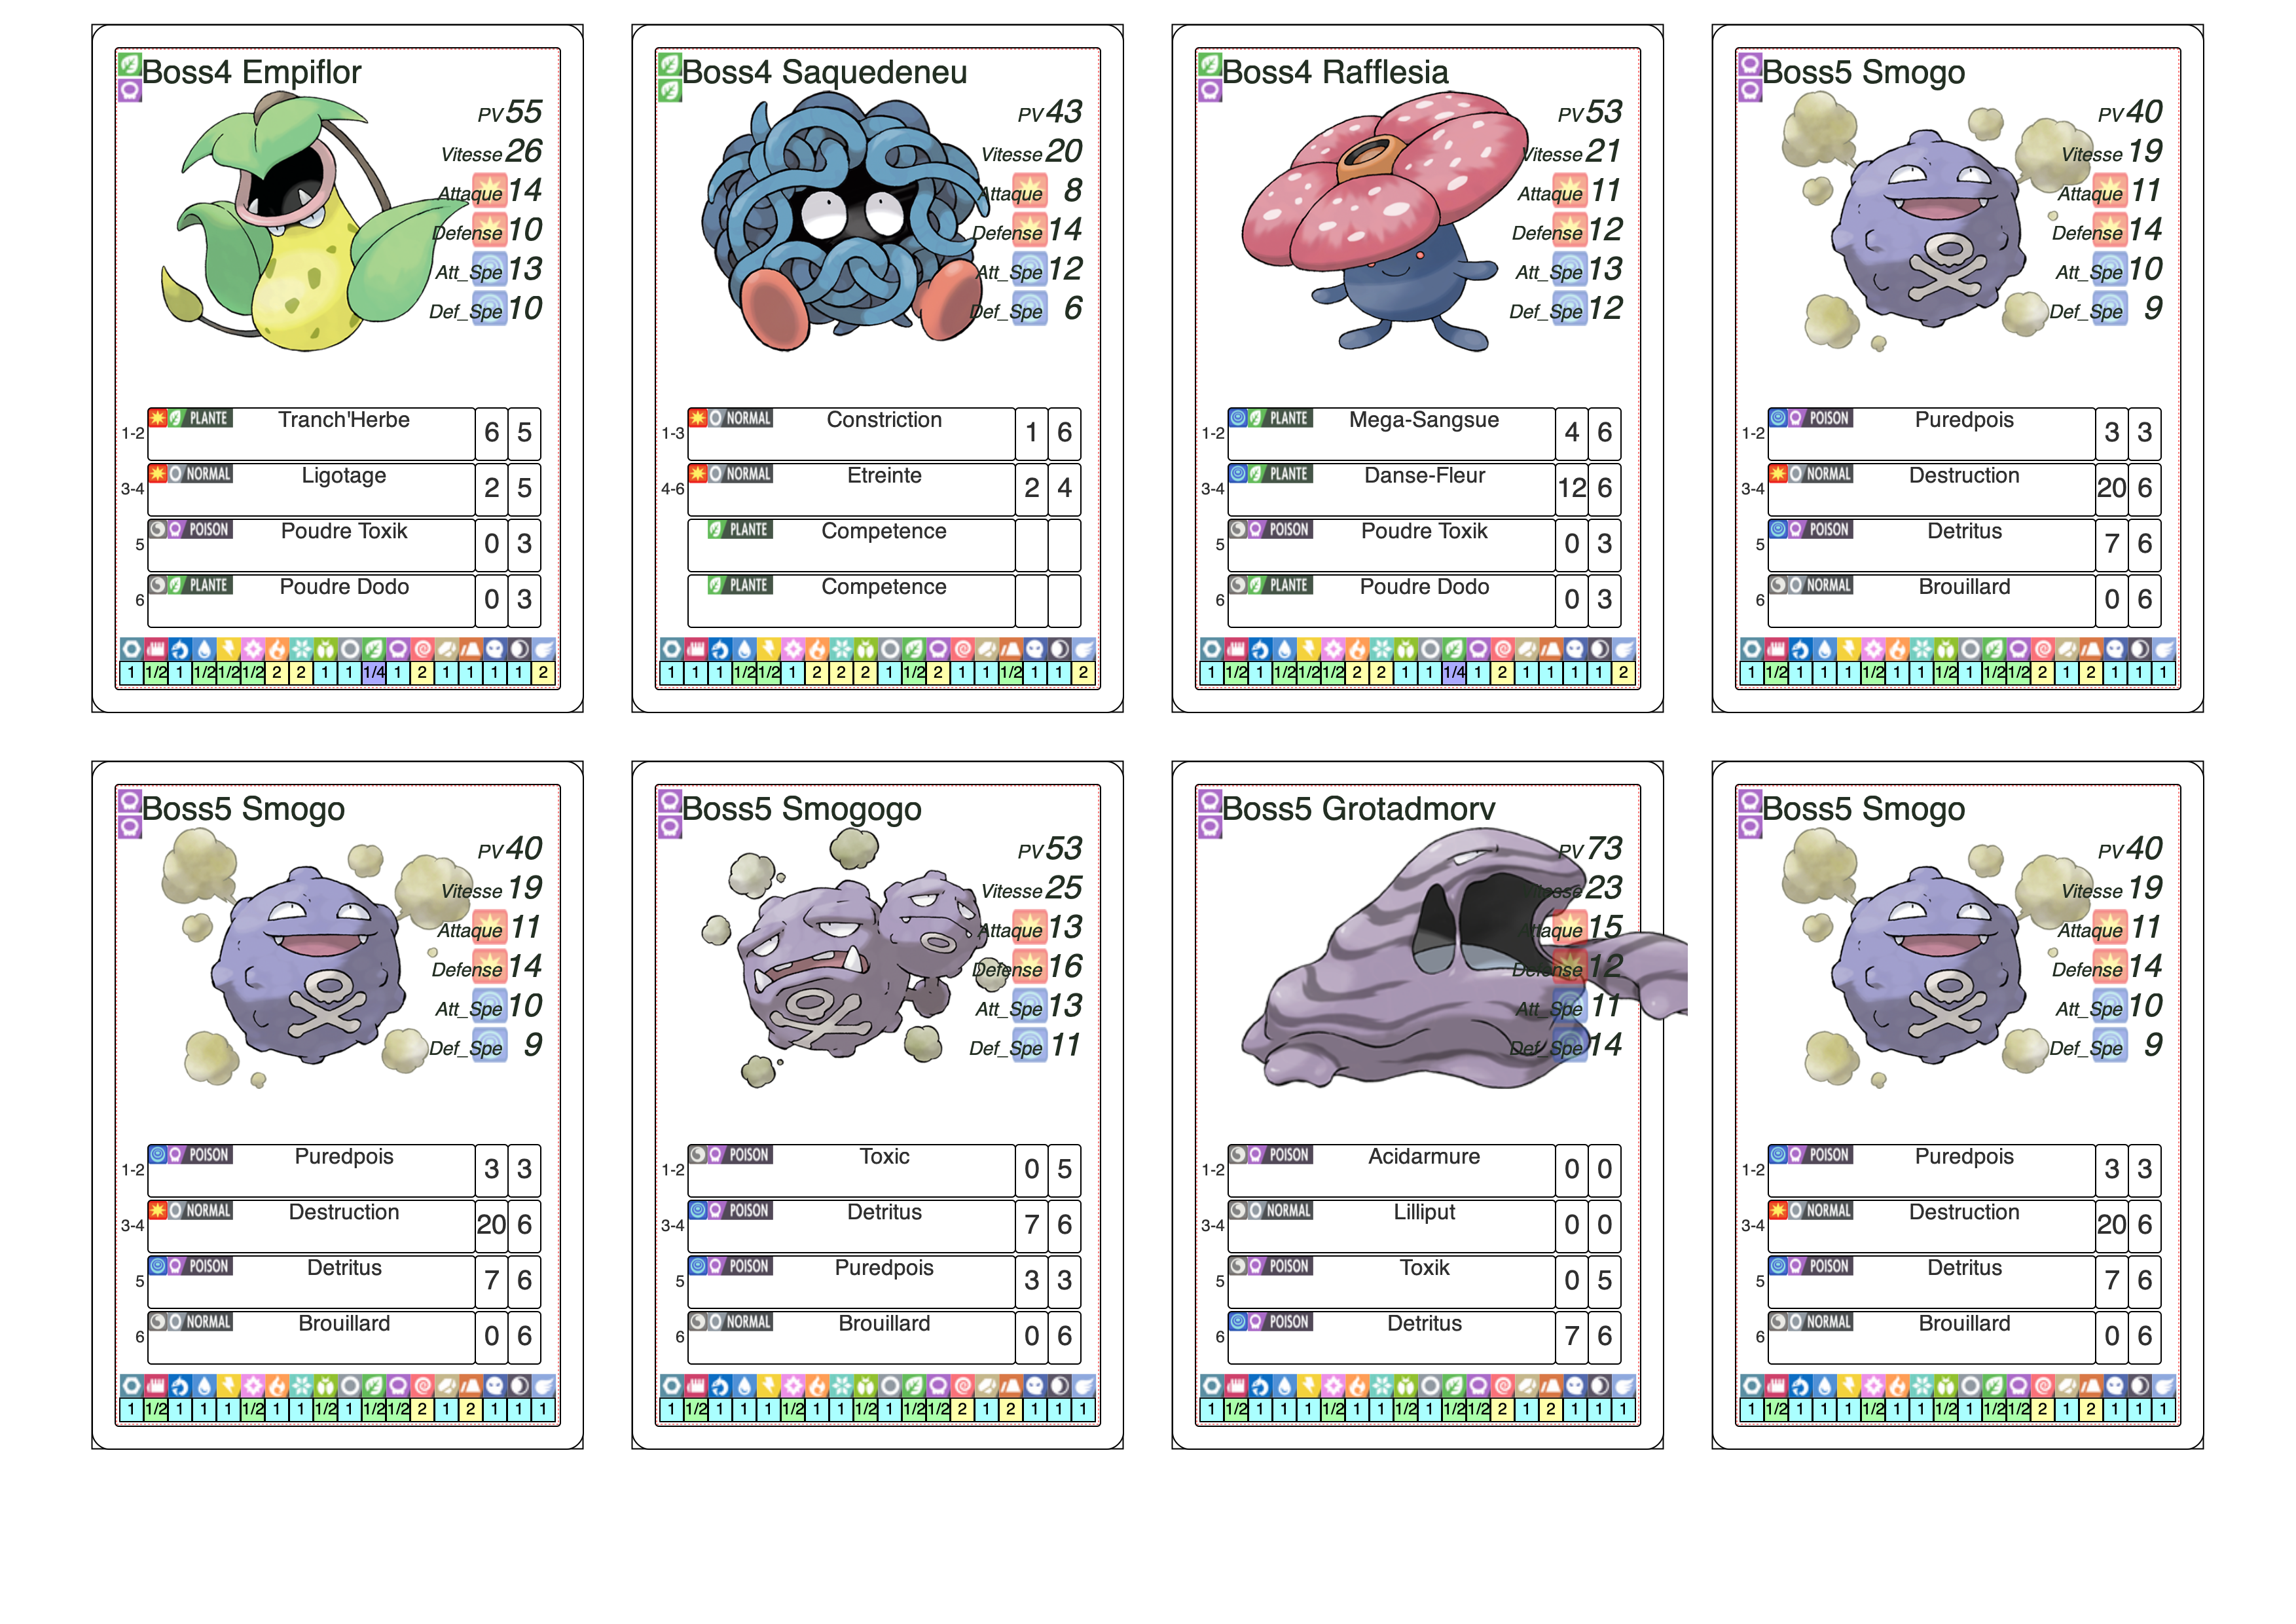 Boss4 Empiflor
PV 55
Vitesse 26
Attaque 14
Defense 10
Att_Spe 13
Def_Spe 10
1-2 PLANTE Tranch'Herbe 6 5
3-4 NORMAL Ligotage 2 5
5 POISON Poudre Toxik 0 3
6 PLANTE Poudre Dodo 0 3
1 1/2 1 1/2 1/2 1/2 2 2 1 1 1/4 1 2 1 1 1 1 2
Boss4 Saquedeneu
PV 43
Vitesse 20
Attaque 8
Defense 14
Att_Spe 12
Def_Spe 6
1-3 NORMAL Constriction 1 6
4-6 NORMAL Etreinte 2 4
PLANTE Competence
PLANTE Competence
1 1 1 1/2 1/2 1 2 2 2 1 1/2 2 1 1 1/2 1 1 2
Boss4 Rafflesia
PV 53
Vitesse 21
Attaque 11
Defense 12
Att_Spe 13
Def_Spe 12
1-2 PLANTE Mega-Sangsue 4 6
3-4 PLANTE Danse-Fleur 12 6
5 POISON Poudre Toxik 0 3
6 PLANTE Poudre Dodo 0 3
1 1/2 1 1/2 1/2 1/2 2 2 1 1 1/4 1 2 1 1 1 1 2
Boss5 Smogo
PV 40
Vitesse 19
Attaque 11
Defense 14
Att_Spe 10
Def_Spe 9
1-2 POISON Puredpois 3 3
3-4 NORMAL Destruction 20 6
5 POISON Detritus 7 6
6 NORMAL Brouillard 0 6
1 1/2 1 1 1 1/2 1 1 1/2 1 1/2 1/2 2 1 2 1 1 1
Boss5 Smogo
PV 40
Vitesse 19
Attaque 11
Defense 14
Att_Spe 10
Def_Spe 9
1-2 POISON Puredpois 3 3
3-4 NORMAL Destruction 20 6
5 POISON Detritus 7 6
6 NORMAL Brouillard 0 6
1 1/2 1 1 1 1/2 1 1 1/2 1 1/2 1/2 2 1 2 1 1 1
Boss5 Smogogo
PV 53
Vitesse 25
Attaque 13
Defense 16
Att_Spe 13
Def_Spe 11
1-2 POISON Toxic 0 5
3-4 POISON Detritus 7 6
5 POISON Puredpois 3 3
6 NORMAL Brouillard 0 6
1 1/2 1 1 1 1/2 1 1 1/2 1 1/2 1/2 2 1 2 1 1 1
Boss5 Grotadmorv
PV 73
Vitesse 23
Attaque 15
Defense 12
Att_Spe 11
Def_Spe 14
1-2 POISON Acidarmure 0 0
3-4 NORMAL Lilliput 0 0
5 POISON Toxik 0 5
6 POISON Detritus 7 6
1 1/2 1 1 1 1/2 1 1 1/2 1 1/2 1/2 2 1 2 1 1 1
Boss5 Smogo
PV 40
Vitesse 19
Attaque 11
Defense 14
Att_Spe 10
Def_Spe 9
1-2 POISON Puredpois 3 3
3-4 NORMAL Destruction 20 6
5 POISON Detritus 7 6
6 NORMAL Brouillard 0 6
1 1/2 1 1 1 1/2 1 1 1/2 1 1/2 1/2 2 1 2 1 1 1